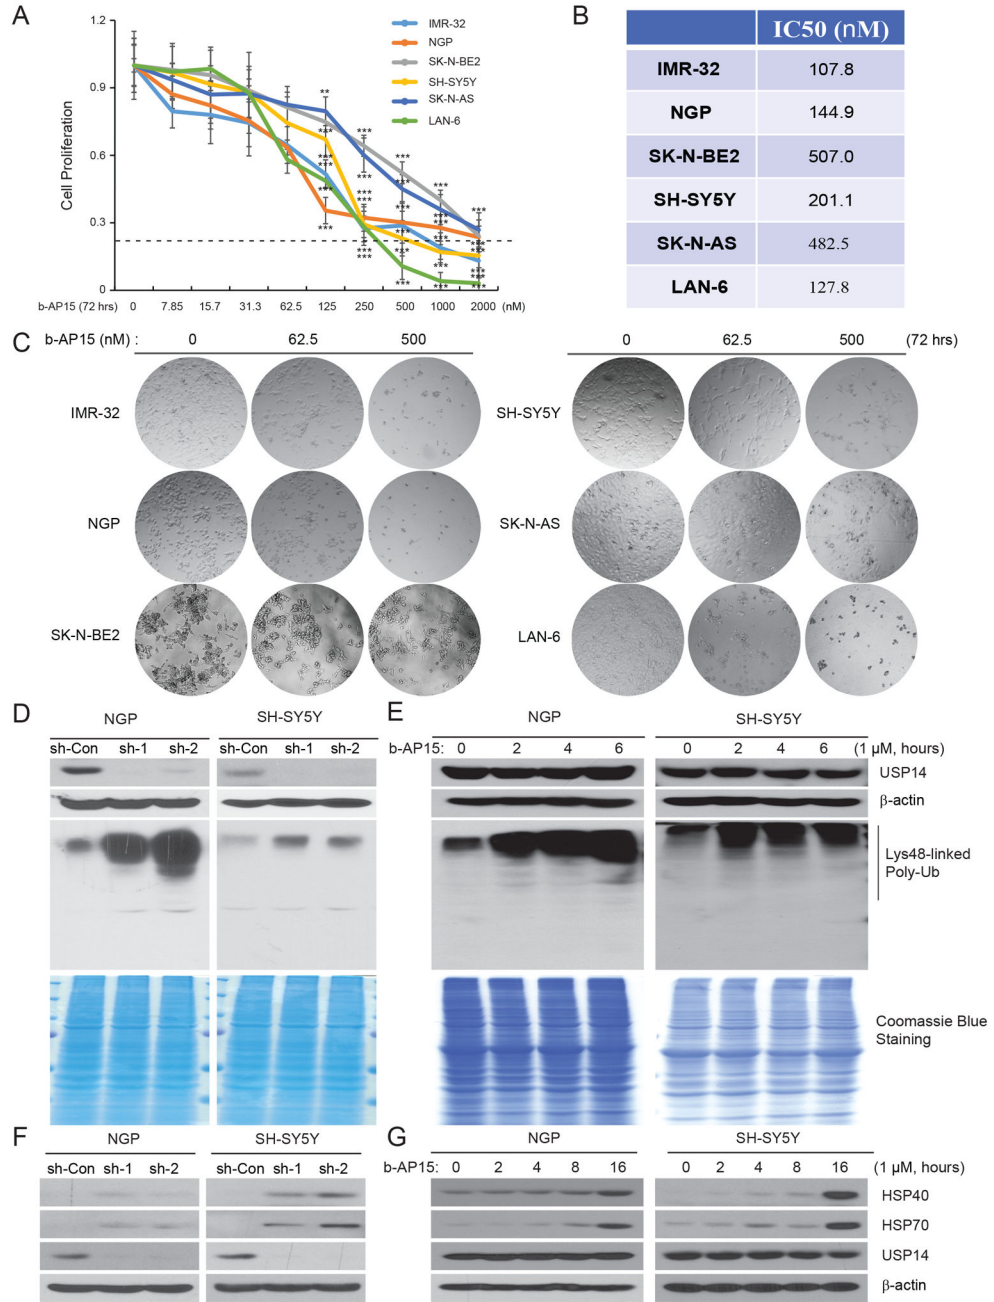 A
1.2
0.9
0.6
0.3
0
Cell Proliferation
IMR-32
NGP
SK-N-BE2
SH-SY5Y
SK-N-AS
LAN-6
b-AP15 (72 hrs) 0 7.85 15.7 31.3 62.5 125 250 500 1000 2000 (nM)
B
IC50 (nM)
IMR-32 107.8
NGP 144.9
SK-N-BE2 507.0
SH-SY5Y 201.1
SK-N-AS 482.5
LAN-6 127.8
C
b-AP15 (nM) : 0 62.5 500 0 62.5 500 (72 hrs)
IMR-32 SH-SY5Y
NGP SK-N-AS
SK-N-BE2 LAN-6
D
NGP SH-SY5Y
sh-Con sh-1 sh-2 sh-Con sh-1 sh-2
E
NGP SH-SY5Y
b-AP15: 0 2 4 6 0 2 4 6 (1 µM, hours)
USP14
β-actin
Lys48-linked
Poly-Ub
Coomassie Blue
Staining
F
NGP SH-SY5Y
sh-Con sh-1 sh-2 sh-Con sh-1 sh-2
G
NGP SH-SY5Y
b-AP15: 0 2 4 8 16 0 2 4 8 16 (1 µM, hours)
HSP40
HSP70
USP14
β-actin